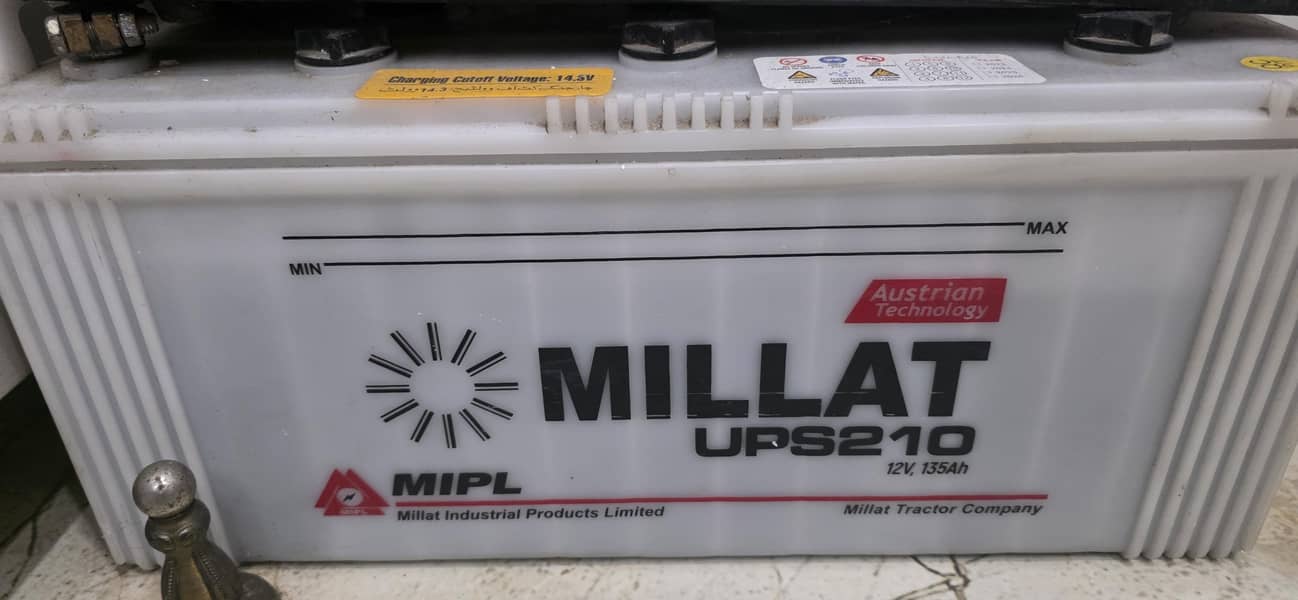 Charging Cutoff Voltage: 14.5V
MAX
MIN
Austrian
Technology
MILLAT
UPS210
12V, 135Ah
MIPL
Millat Industrial Products Limited
Millat Tractor Company